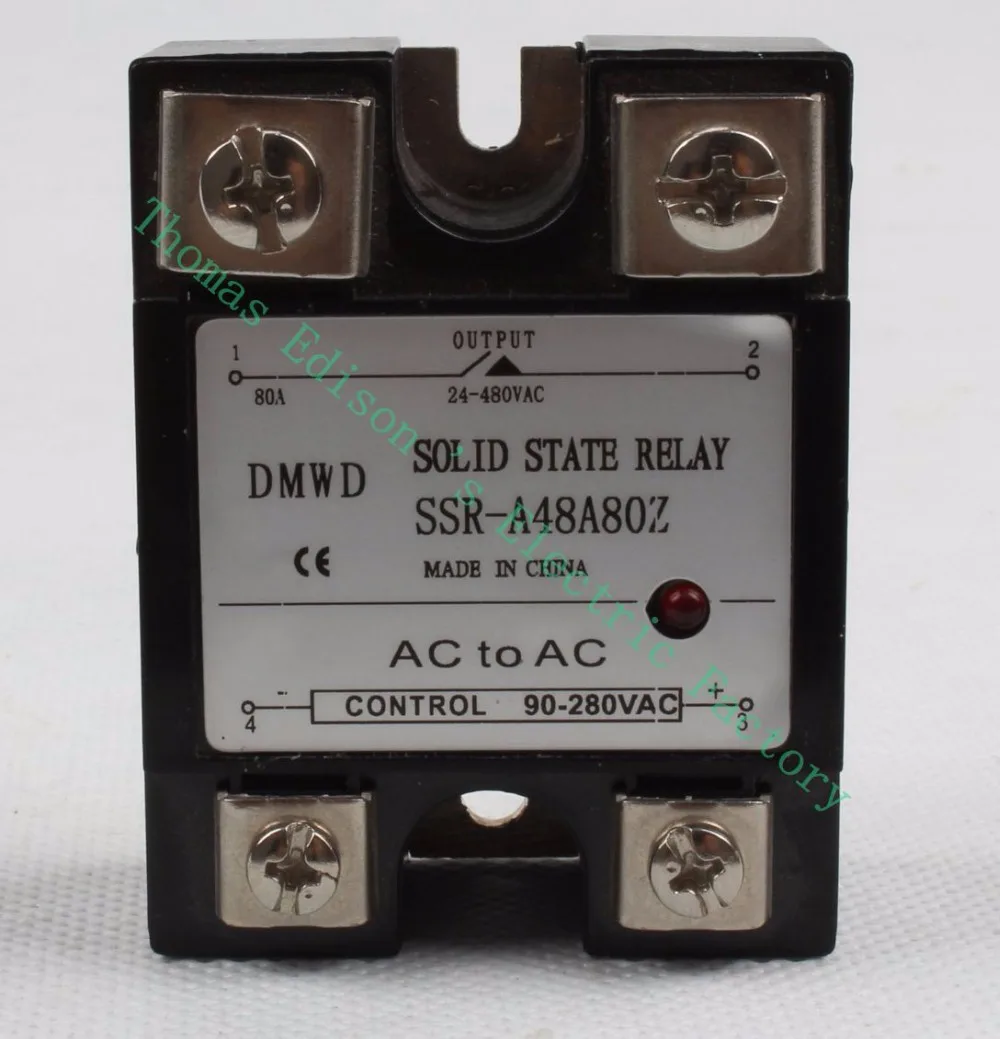 OUTPUT
1 2
80A 24-480VAC
DMWD SOLID STATE RELAY
SSR-A48A80Z
CE MADE IN CHINA
AC to AC
- +
CONTROL 90-280VAC
4 3
Thomas Edison's Electric Factory